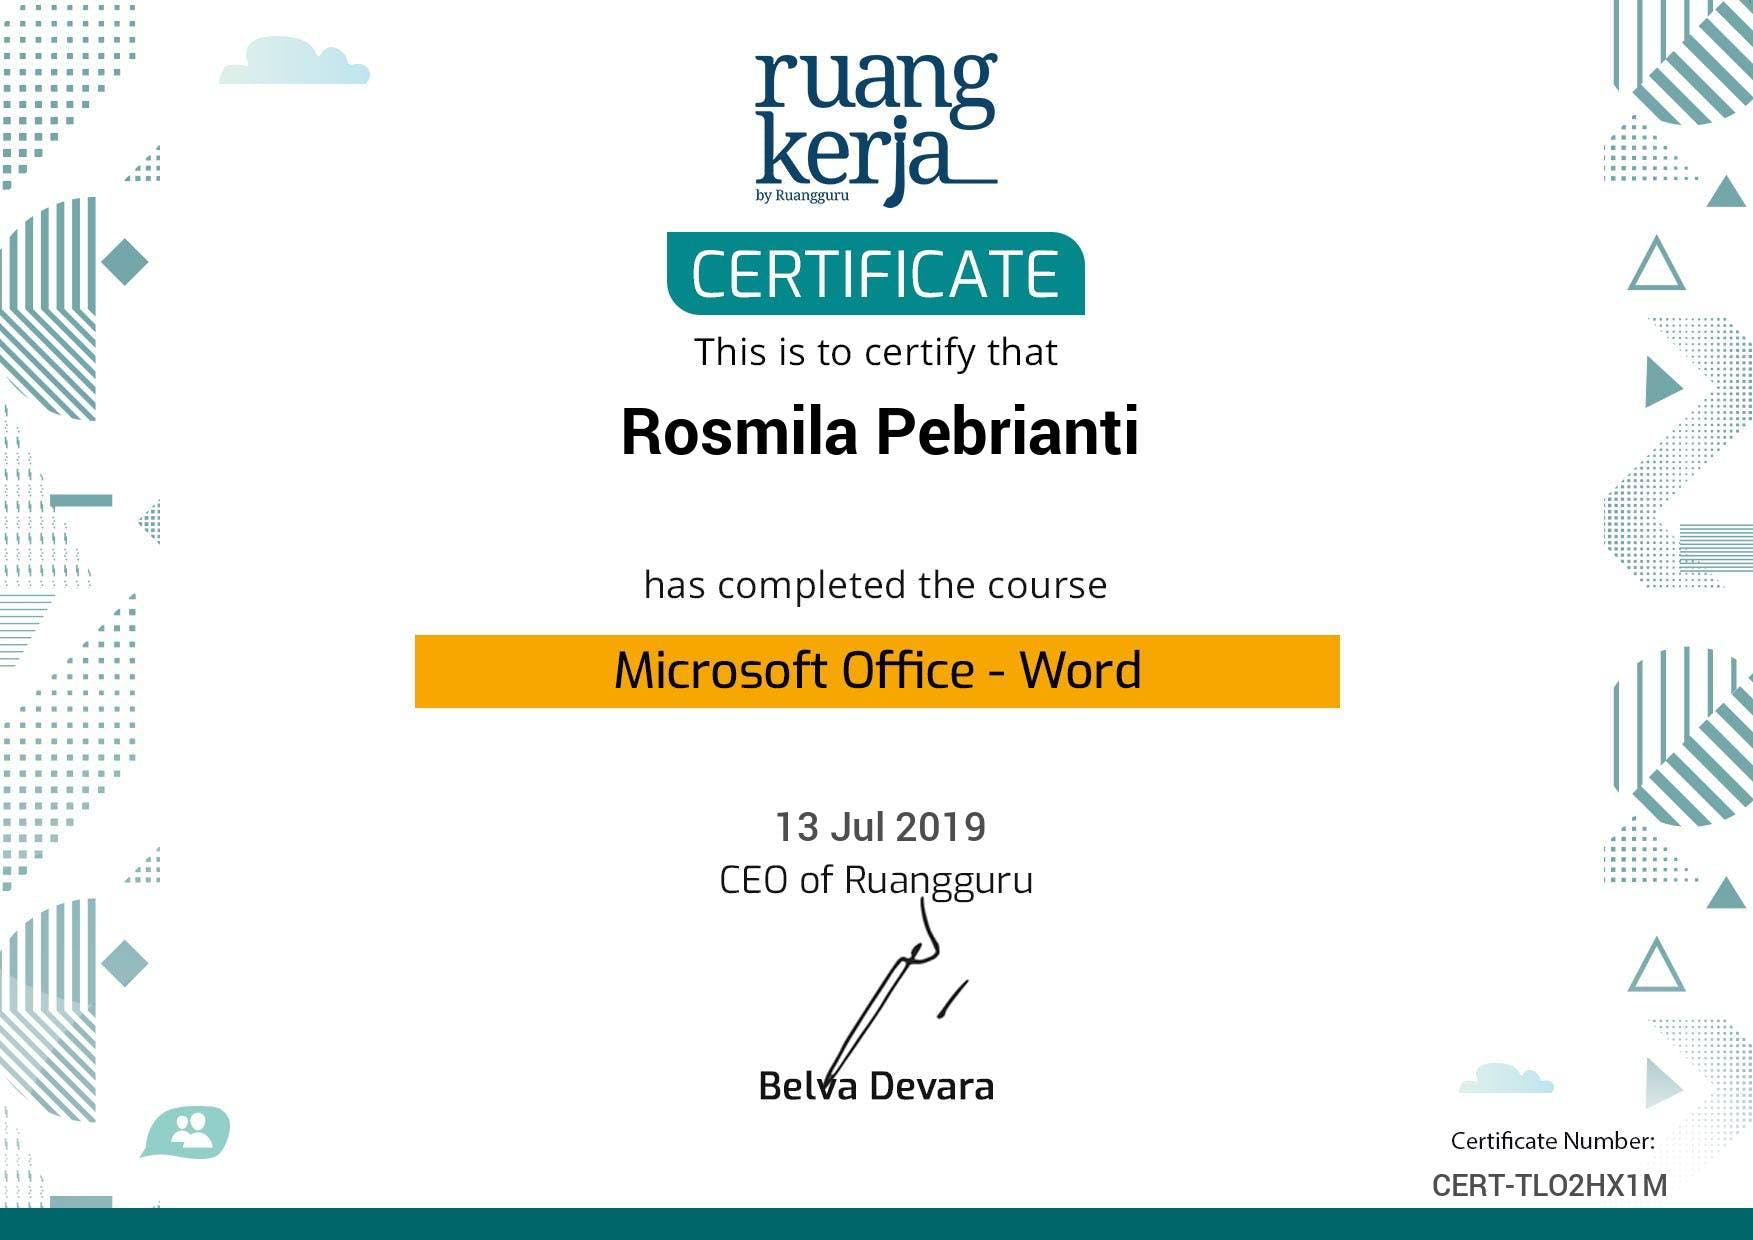 ruang
kerja_
by Ruangguru
CERTIFICATE
This is to certify that
Rosmila Pebrianti
has completed the course
Microsoft Office - Word
13 Jul 2019
CEO of Ruangguru
Belva Devara
Certificate Number:
CERT-TLO2HX1M